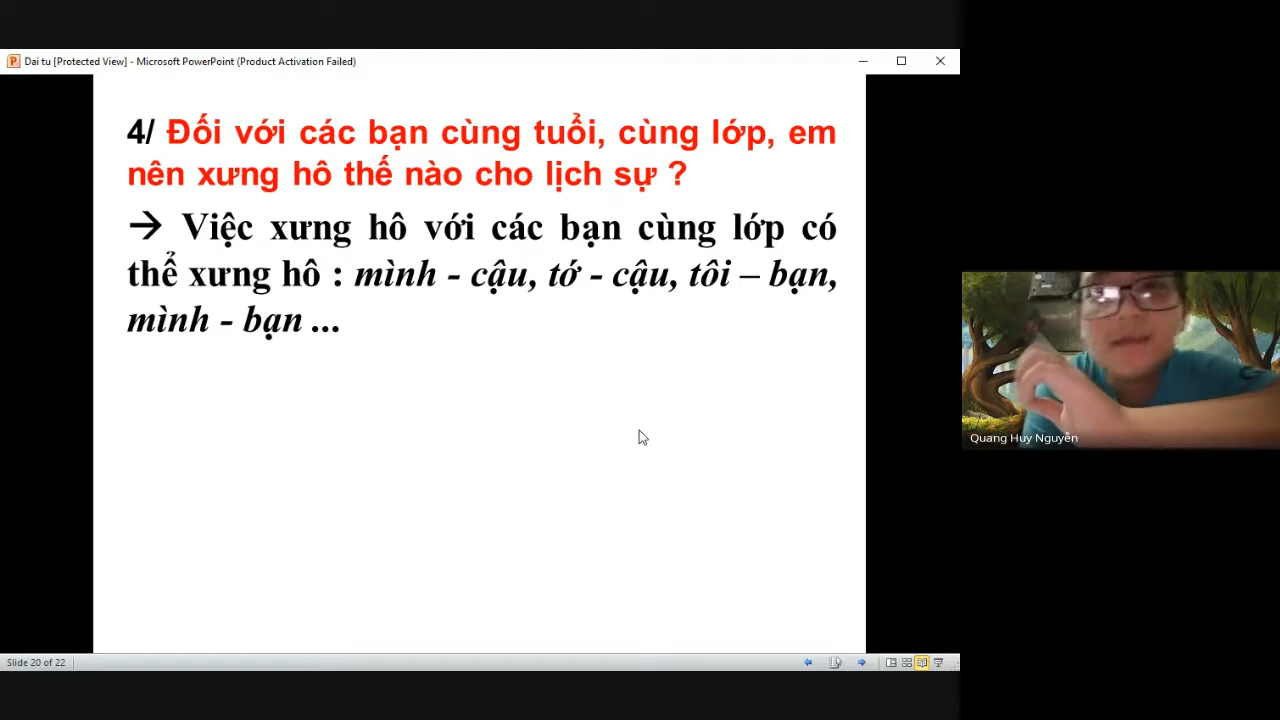 Dai tu [Protected View] - Microsoft PowerPoint (Product Activation Failed)
4/ Đối với các bạn cùng tuổi, cùng lớp, em
nên xưng hô thế nào cho lịch sự ?
→ Việc xưng hô với các bạn cùng lớp có
thể xưng hô : mình - cậu, tớ - cậu, tôi – bạn,
mình - bạn ...
Quang Huy Nguyễn
Slide 20 of 22